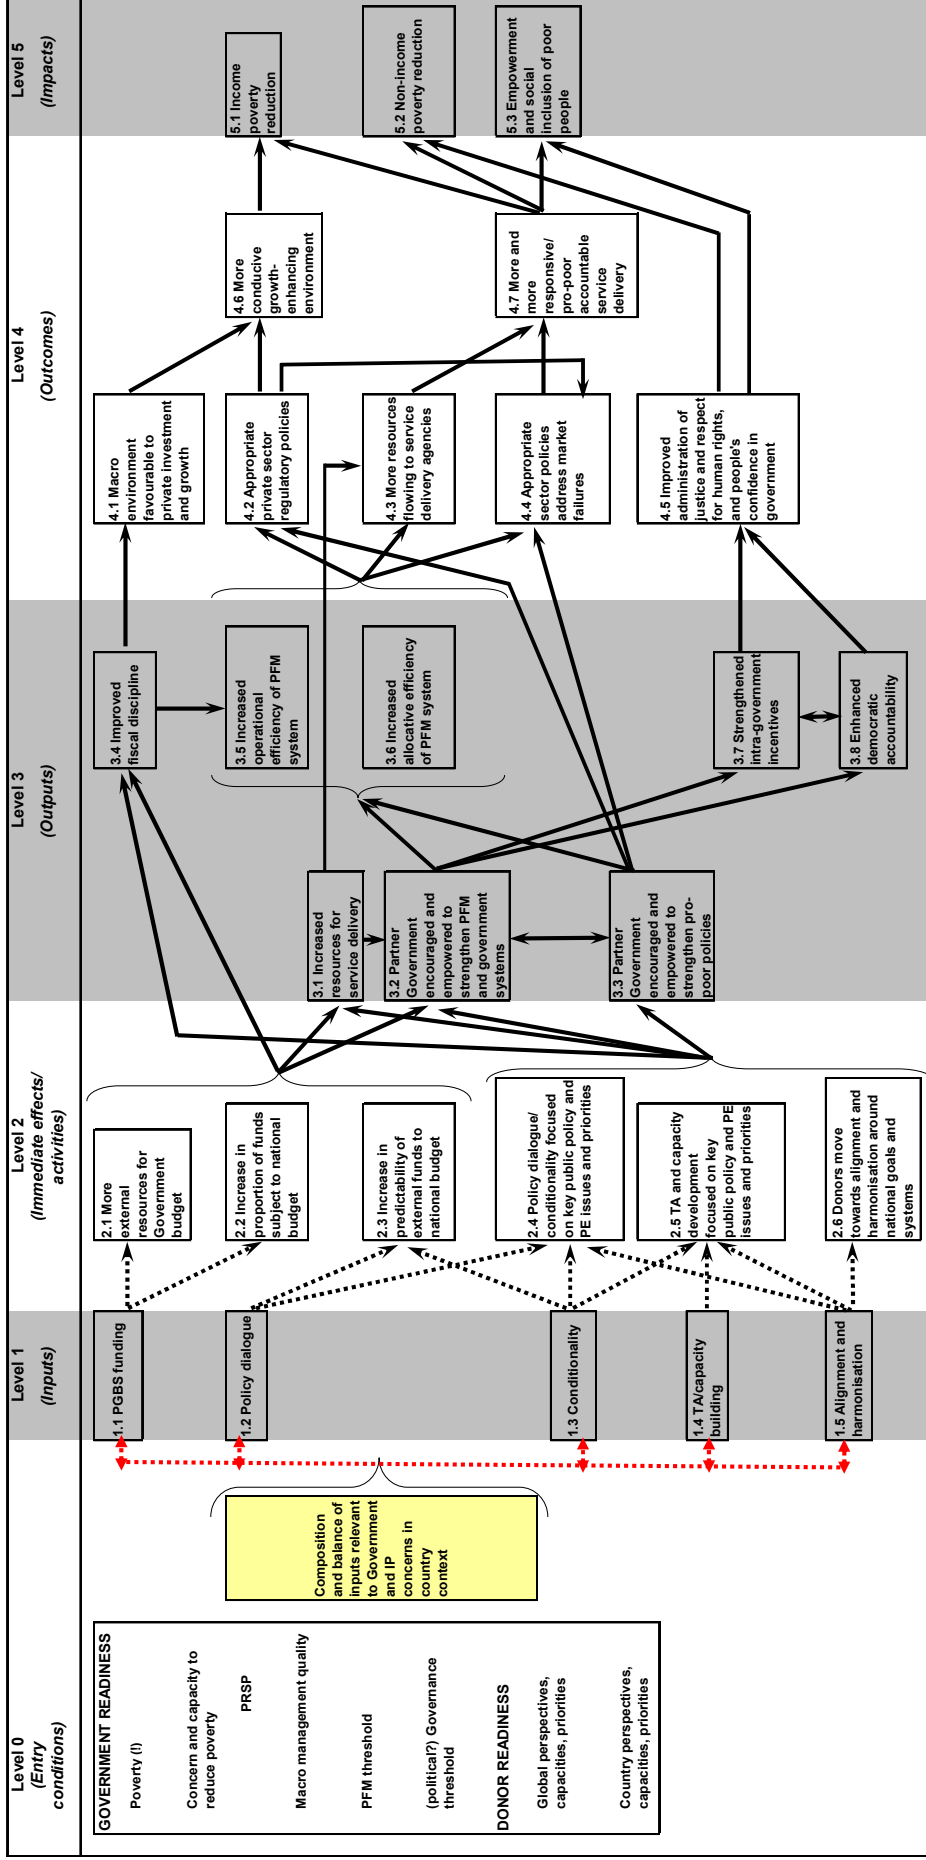 Level 0
(Entry
conditions)
Level 1
(Inputs)
Level 2
(Immediate effects/
activities)
Level 3
(Outputs)
Level 4
(Outcomes)
Level 5
(Impacts)
GOVERNMENT READINESS
Poverty (!)
Concern and capacity to
reduce poverty
PRSP
Macro management quality
PFM threshold
(political?) Governance
threshold
DONOR READINESS
Global perspectives,
capacities, priorities
Country perspectives,
capacities, priorities
Composition
and balance of
inputs relevant
to Government
and IP
concerns in
country
context
1.1 PGBS funding
1.2 Policy dialogue
1.3 Conditionality
1.4 TA/capacity
building
1.5 Alignment and
harmonisation
2.1 More
external
resources for
Government
budget
2.2 Increase in
proportion of funds
subject to national
budget
2.3 Increase in
predictability of
external funds to
national budget
2.4 Policy dialogue/
conditionality focused
on key public policy and
PE issues and priorities
2.5 TA and capacity
development
focused on key
public policy and PE
issues and priorities
2.6 Donors move
towards alignment and
harmonisation around
national goals and
systems
3.1 Increased
resources for
service delivery
3.2 Partner
Government
encouraged and
empowered to
strengthen PFM
and government
systems
3.3 Partner
Government
encouraged and
empowered to
strengthen pro-
poor policies
3.4 Improved
fiscal discipline
3.5 Increased
operational
efficiency of PFM
system
3.6 Increased
allocative efficiency
of PFM system
3.7 Strengthened
intra-government
incentives
3.8 Enhanced
democratic
accountability
4.1 Macro
environment
favourable to
private investment
and growth
4.2 Appropriate
private sector
regulatory policies
4.3 More resources
flowing to service
delivery agencies
4.4 Appropriate
sector policies
address market
failures
4.5 Improved
administration of
justice and respect
for human rights,
and people's
confidence in
government
4.6 More
conducive
growth-
enhancing
environment
4.7 More and
more
responsive/
pro-poor
accountable
service
delivery
5.1 Income
poverty
reduction
5.2 Non-income
poverty reduction
5.3 Empowerment
and social
inclusion of poor
people